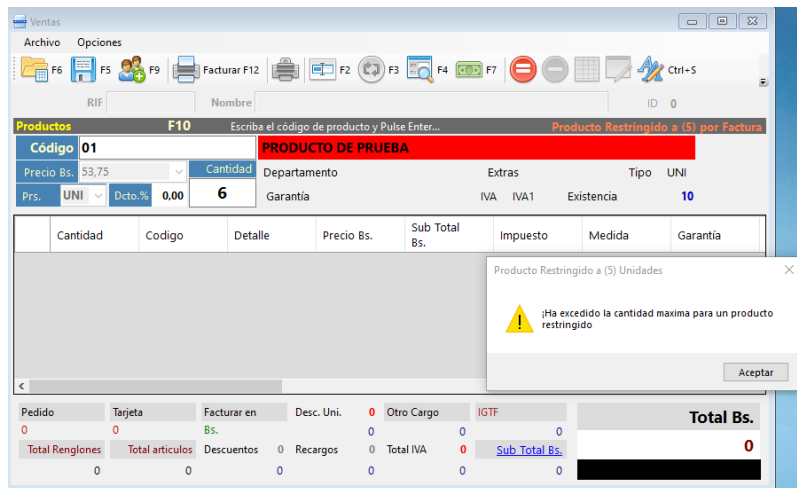 Ventas
Archivo Opciones
F6 F5 F9 Facturar F12 F2 F3 F4 F7 Ctrl+S
RIF Nombre ID 0
Productos F10 Escriba el código de producto y Pulse Enter... Producto Restringido a (5) por Factura
Código 01 PRODUCTO DE PRUEBA
Precio Bs. 53,75 Cantidad Departamento Extras Tipo UNI
Prs. UNI Dcto.% 0,00 6 Garantía IVA IVA1 Existencia 10
Cantidad Codigo Detalle Precio Bs. Sub Total Bs. Impuesto Medida Garantía
Producto Restringido a (5) Unidades
¡Ha excedido la cantidad maxima para un producto
restringido
Aceptar
Pedido Tarjeta Facturar en Desc. Uni. 0 Otro Cargo IGTF Total Bs.
0 0 Bs. 0 0 0
Total Renglones Total articulos Descuentos 0 Recargos 0 Total IVA 0 Sub Total Bs. 0
0 0 0 0 0 0